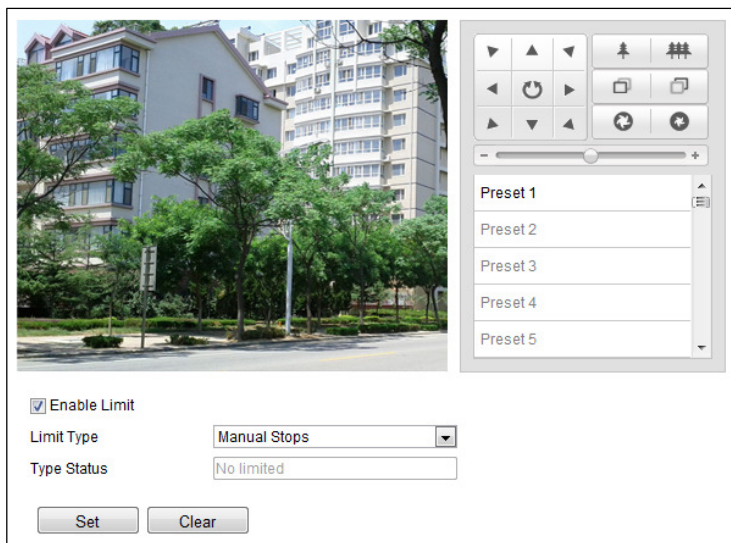 Preset 1
Preset 2
Preset 3
Preset 4
Preset 5
Enable Limit
Limit Type
Manual Stops
Type Status
No limited
Set
Clear